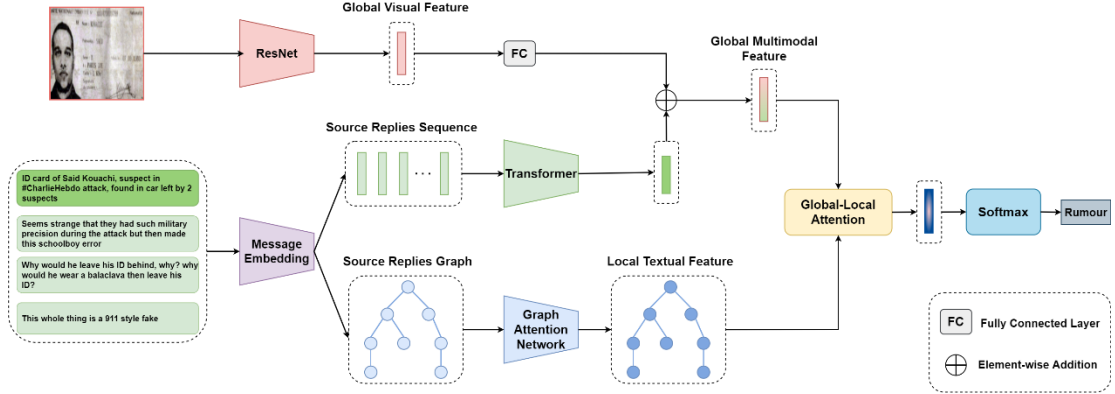 Global Visual Feature
ResNet
FC
Global Multimodal
Feature
Source Replies Sequence
...
Transformer
ID card of Said Kouachi, suspect in
#CharlieHebdo attack, found in car left by 2
suspects
Seems strange that they had such military
precision during the attack but then made
this schoolboy error
Why would he leave his ID behind, why? why
would he wear a balaclava then leave his
ID?
This whole thing is a 911 style fake
Message
Embedding
Source Replies Graph
Graph
Attention
Network
Local Textual Feature
Global-Local
Attention
Softmax
Rumour
FC
Fully Connected Layer
Element-wise Addition